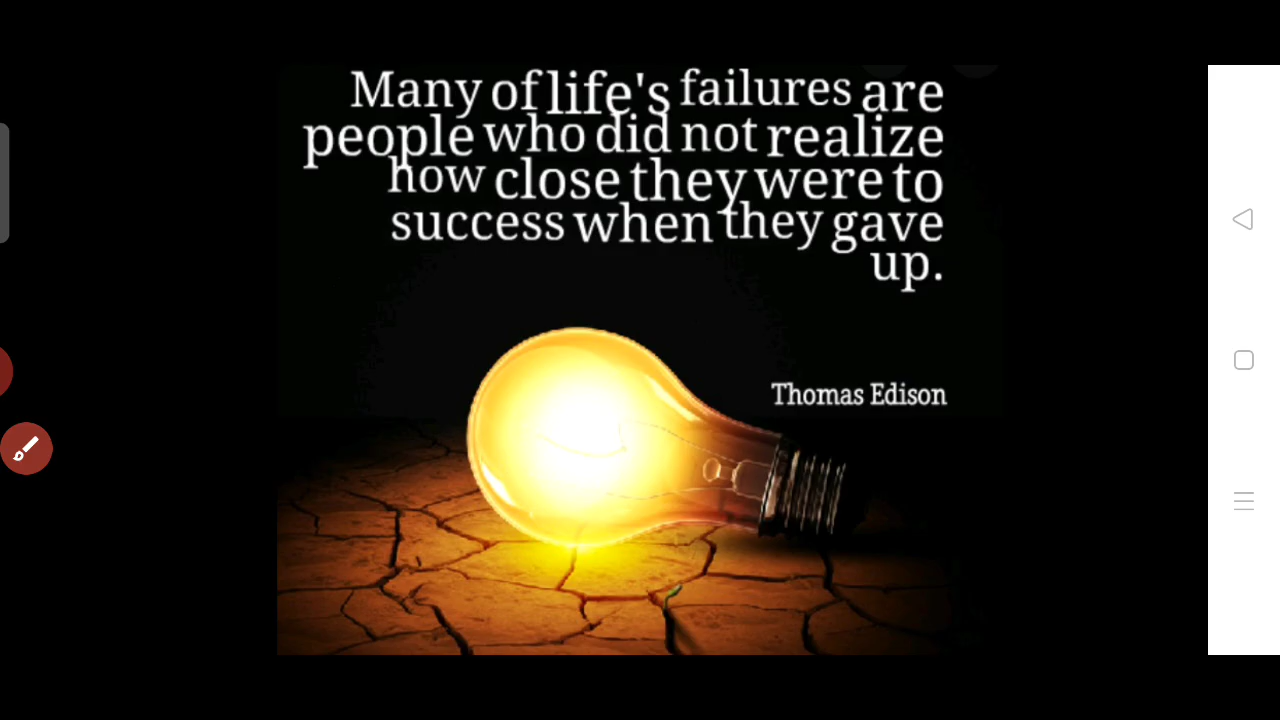 Many of life's failures are
people who did not realize
how close they were to
success when they gave
up.
Thomas Edison